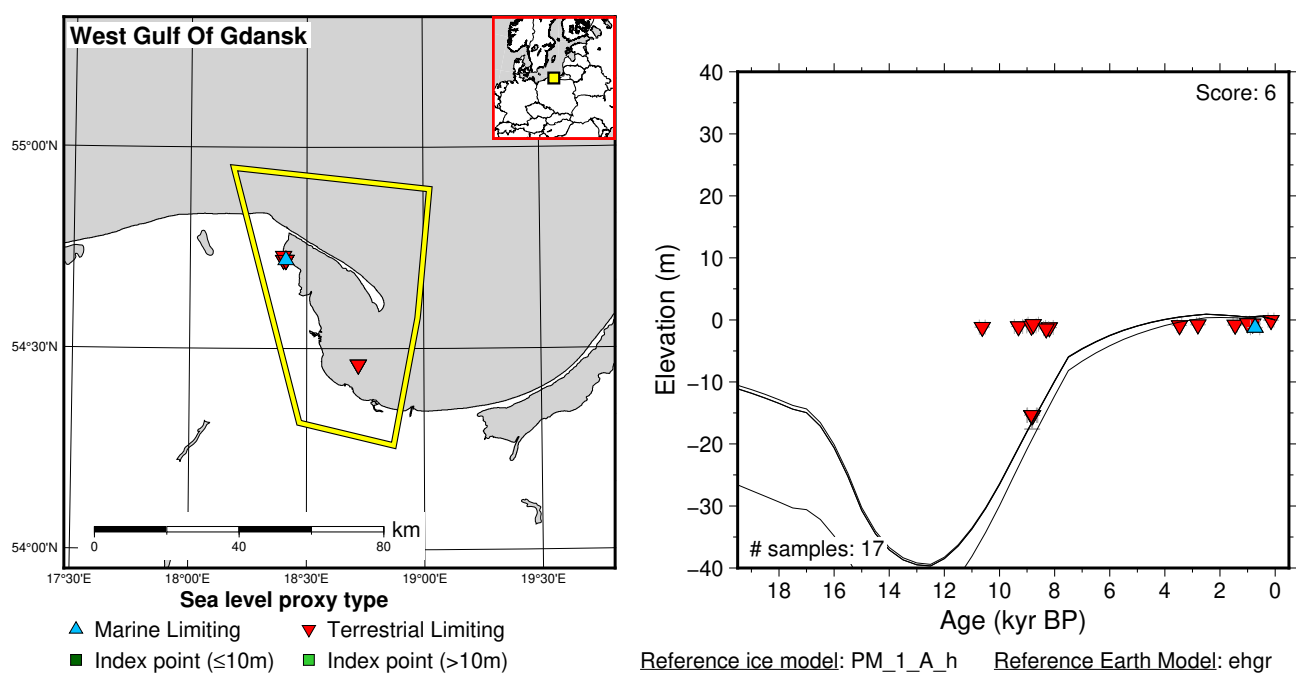 West Gulf Of Gdansk
55°00'N
54°30'N
54°00'N
17°30'E
18°00'E
18°30'E
19°00'E
19°30'E
0
40
80
km
Sea level proxy type
Marine Limiting
Terrestrial Limiting
Index point (≤10m)
Index point (>10m)
Score: 6
40
30
20
10
0
−10
−20
−30
−40
Elevation (m)
# samples: 17
18 16 14 12 10 8 6 4 2 0
Age (kyr BP)
Reference ice model: PM_1_A_h
Reference Earth Model: ehgr